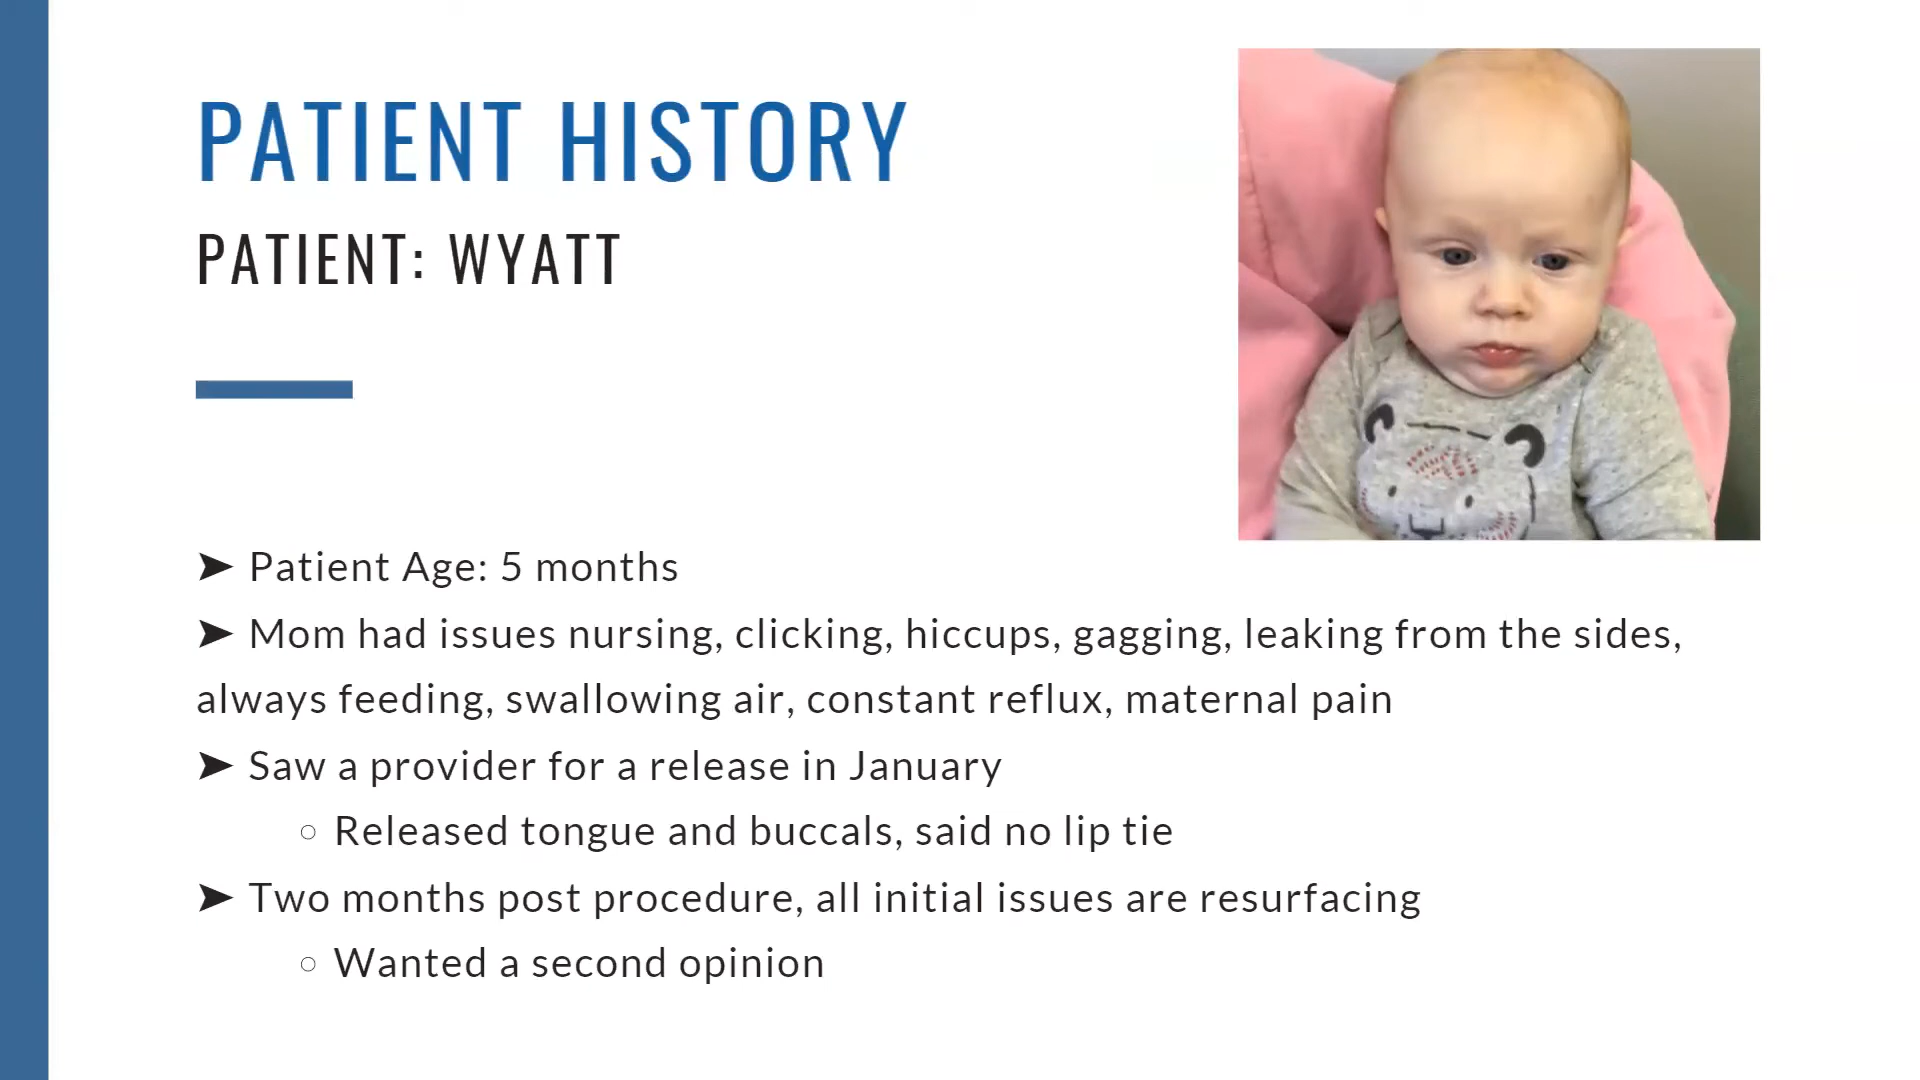 PATIENT HISTORY
PATIENT: WYATT
➤ Patient Age: 5 months
➤ Mom had issues nursing, clicking, hiccups, gagging, leaking from the sides,
always feeding, swallowing air, constant reflux, maternal pain
➤ Saw a provider for a release in January
○ Released tongue and buccals, said no lip tie
➤ Two months post procedure, all initial issues are resurfacing
○ Wanted a second opinion